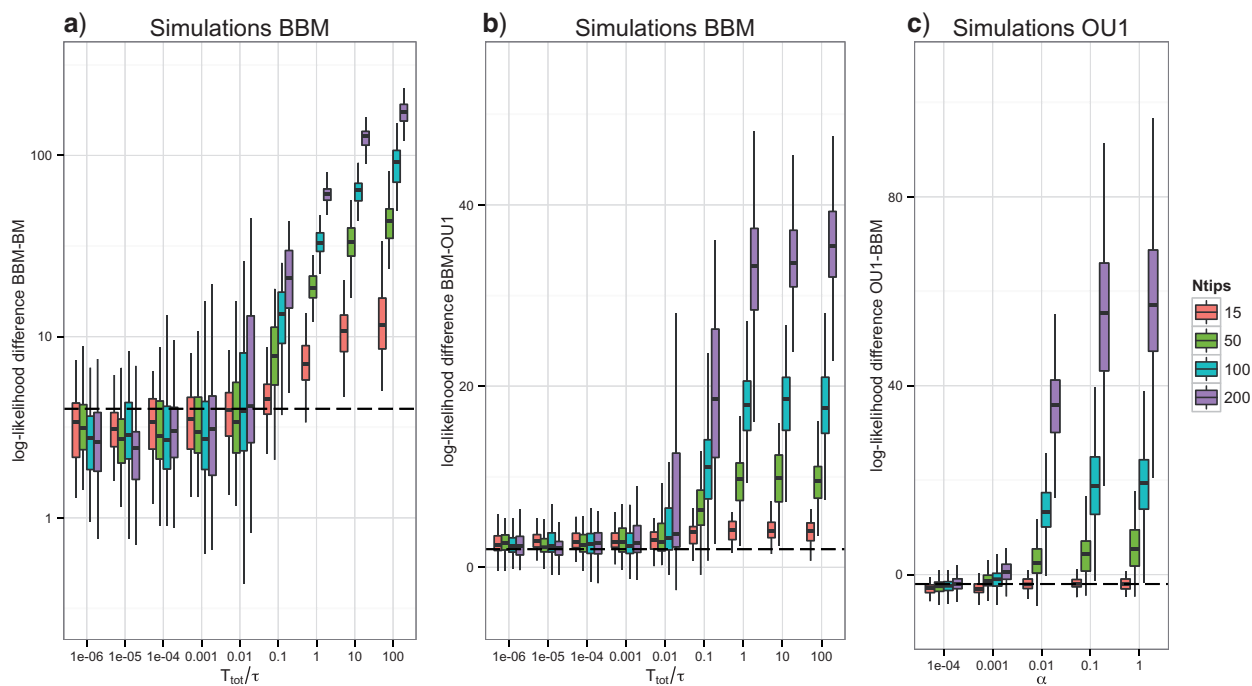 a) Simulations BBM
log-likelihood difference BBM-BM
100
10
1
1e-06 1e-05 1e-04 0.001 0.01 0.1 1 10 100
T_tot/τ
b) Simulations BBM
log-likelihood difference BBM-OU1
40
20
0
1e-06 1e-05 1e-04 0.001 0.01 0.1 1 10 100
T_tot/τ
c) Simulations OU1
log-likelihood difference OU1-BBM
80
40
0
1e-04 0.001 0.01 0.1 1
α
Ntips
15
50
100
200